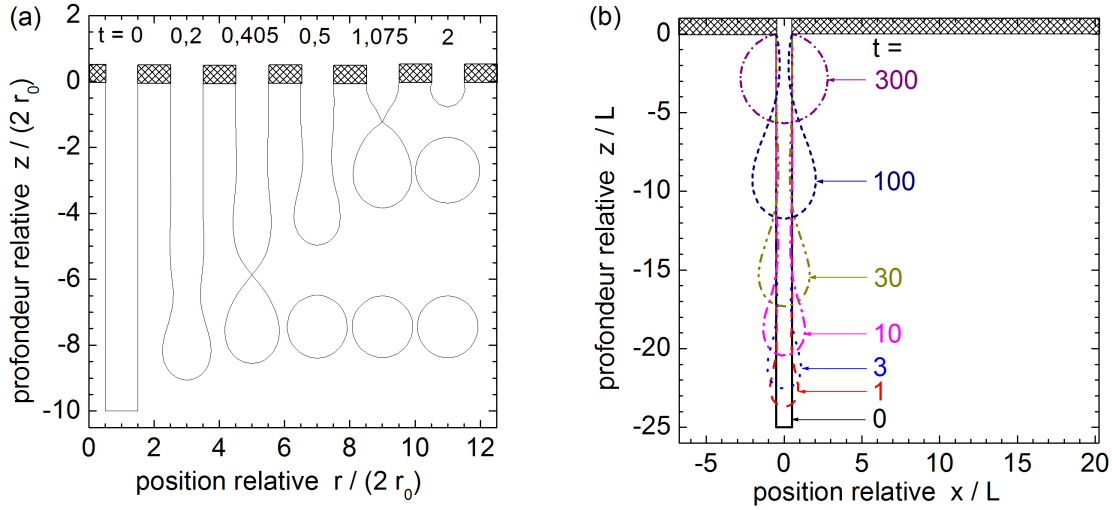 (a)
t = 0 0,2 0,405 0,5 1,075 2
2
0
-2
-4
-6
-8
-10
profondeur relative z / (2 r₀)
0 2 4 6 8 10 12
position relative r / (2 r₀)
(b)
t =
300
100
30
10
3
1
0
0
-5
-10
-15
-20
-25
profondeur relative z / L
-5 0 5 10 15 20
position relative x / L